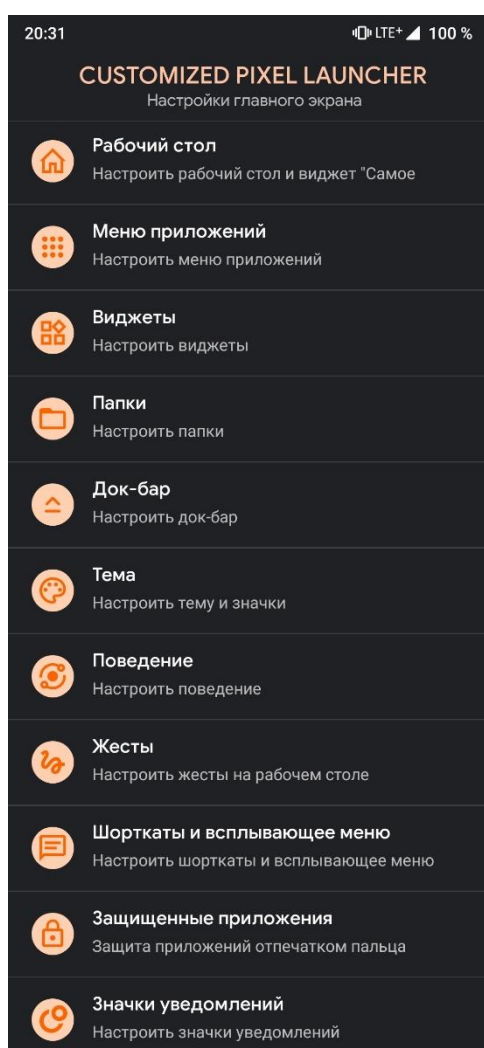 20:31 LTE+ 100 %
CUSTOMIZED PIXEL LAUNCHER
Настройки главного экрана
Рабочий стол
Настроить рабочий стол и виджет "Самое
Меню приложений
Настроить меню приложений
Виджеты
Настроить виджеты
Папки
Настроить папки
Док-бар
Настроить док-бар
Тема
Настроить тему и значки
Поведение
Настроить поведение
Жесты
Настроить жесты на рабочем столе
Шорткаты и всплывающее меню
Настроить шорткаты и всплывающее меню
Защищенные приложения
Защита приложений отпечатком пальца
Значки уведомлений
Настроить значки уведомлений